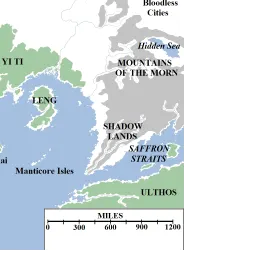 Bloodless
Cities
Hidden Sea
YI TI
MOUNTAINS
OF THE MORN
LENG
SHADOW
LANDS
SAFFRON
STRAITS
ai
Manticore Isles
ULTHOS
MILES
0 300 600 900 1200